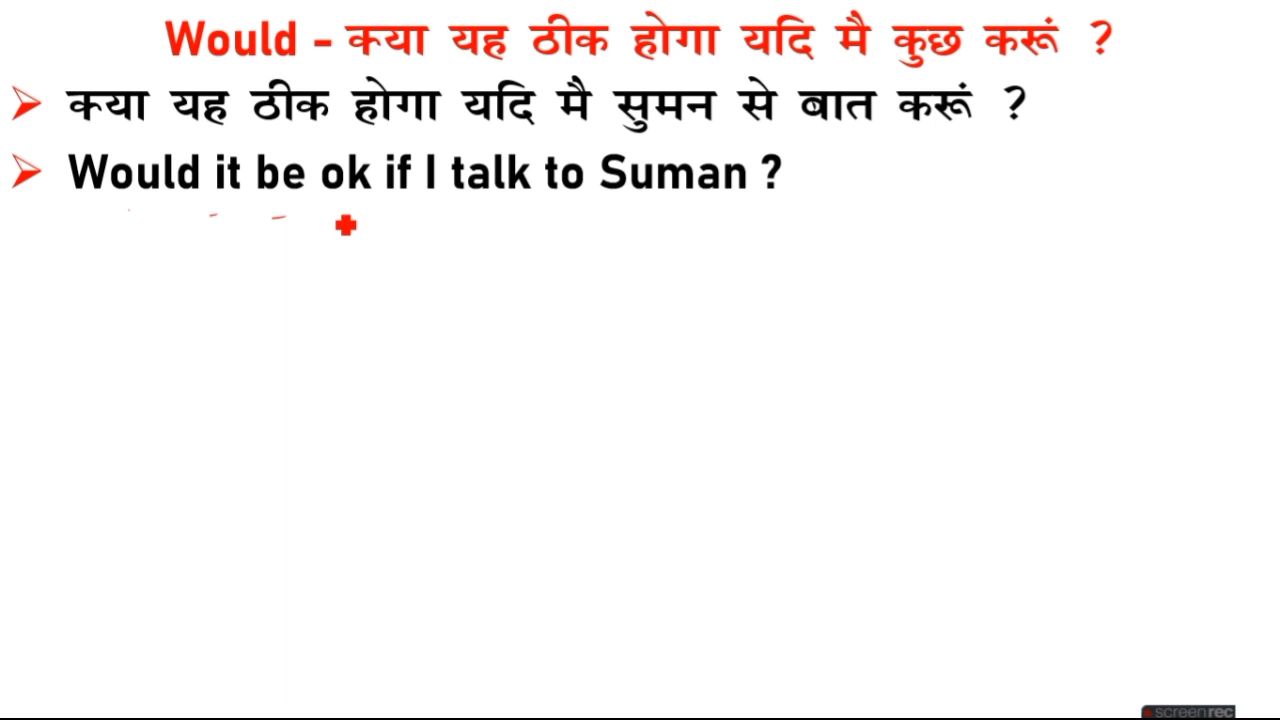 Would - क्या यह ठीक होगा यदि मै कुछ करूं ?
क्या यह ठीक होगा यदि मै सुमन से बात करूं ?
Would it be ok if I talk to Suman ?
screenrec